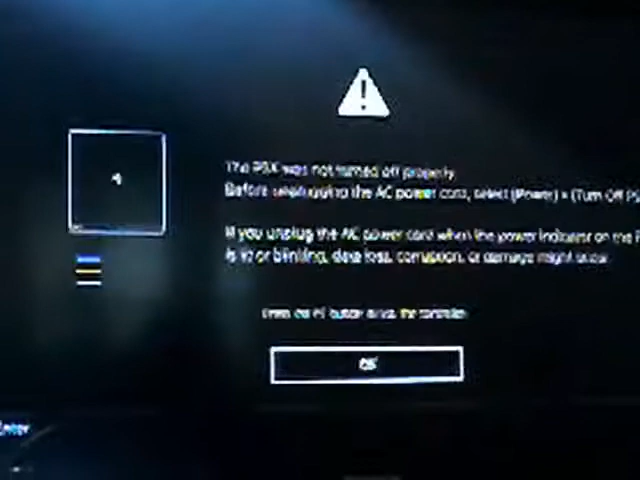 The PS4 was not turned off properly.
Before unplugging the AC power cord, select (Power) > (Turn Off PS
If you unplug the AC power cord when the power indicator on the
is lit or blinking, data loss, corruption, or damage might occur.
Press the PS button to use the controller.
OK
Enter